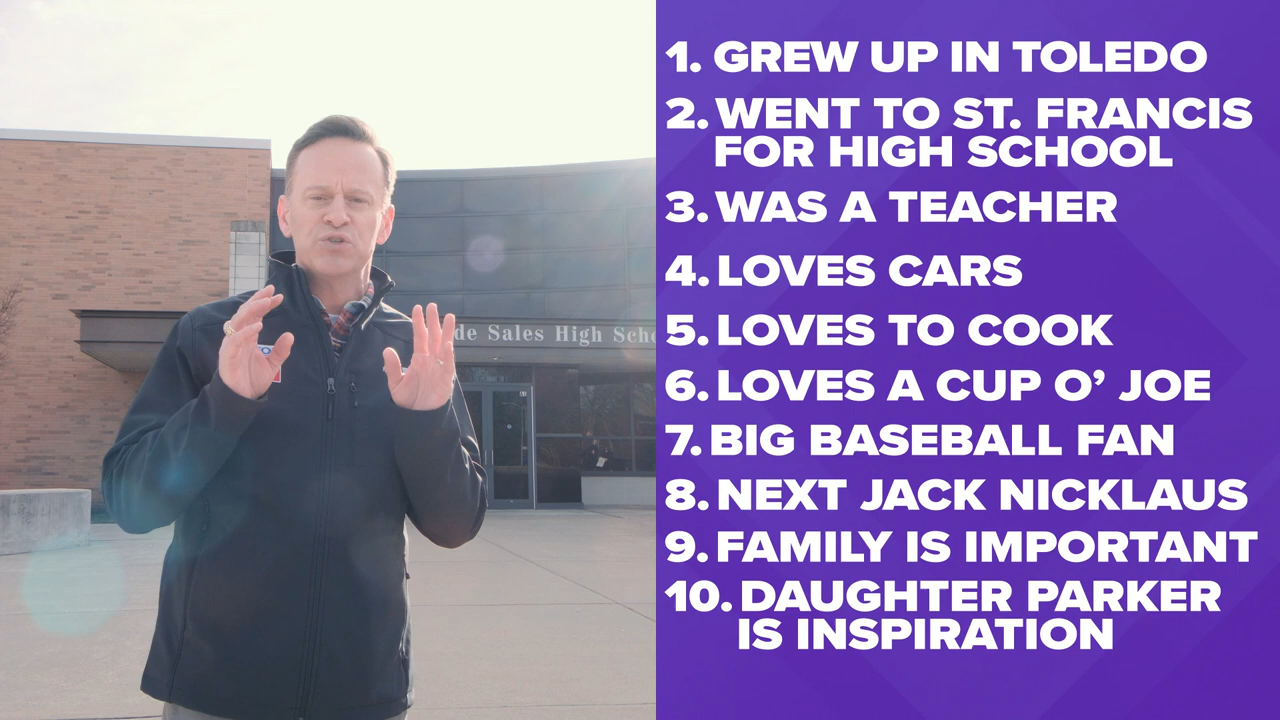 de Sales High Scho
1. GREW UP IN TOLEDO
2. WENT TO ST. FRANCIS
FOR HIGH SCHOOL
3. WAS A TEACHER
4. LOVES CARS
5. LOVES TO COOK
6. LOVES A CUP O’ JOE
7. BIG BASEBALL FAN
8. NEXT JACK NICKLAUS
9. FAMILY IS IMPORTANT
10. DAUGHTER PARKER
IS INSPIRATION